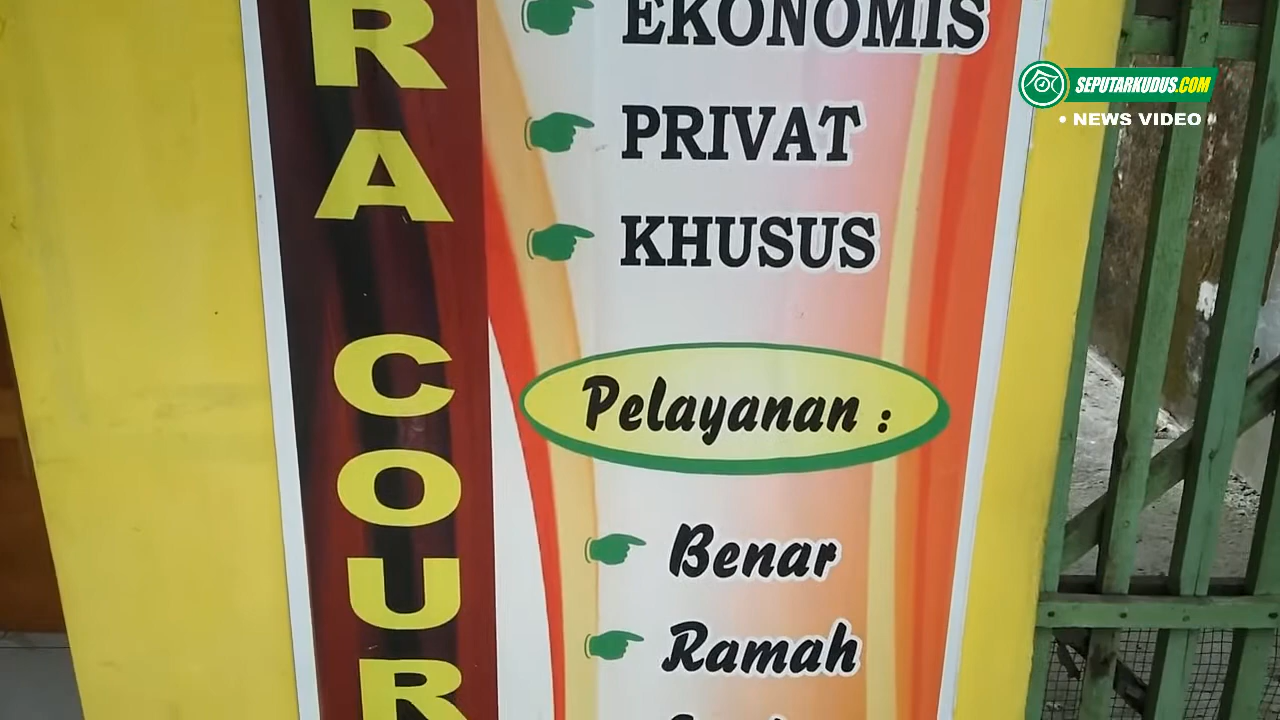 RA COUR
EKONOMIS
PRIVAT
KHUSUS
Pelayanan :
Benar
Ramah
SEPUTARKUDUS.COM
• NEWS VIDEO •